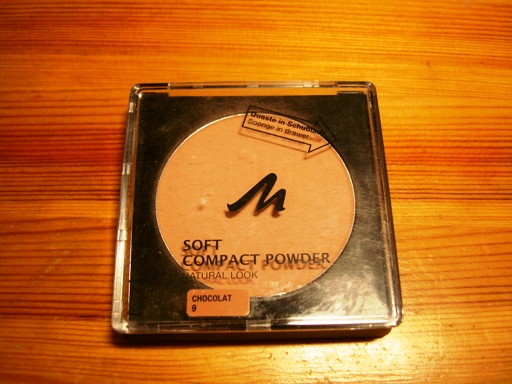 Quaste in Schublade
Sponge in drawer
M
SOFT
COMPACT POWDER
NATURAL LOOK
CHOCOLAT
9